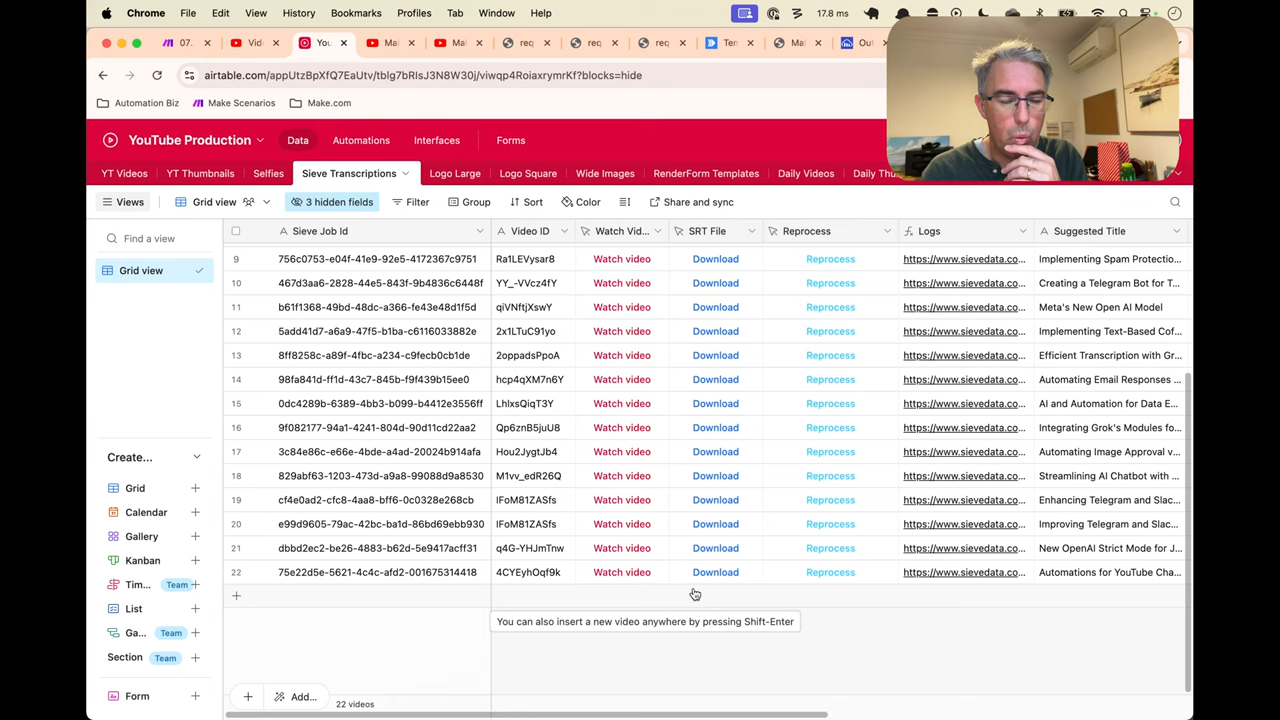 Chrome File Edit View History Bookmarks Profiles Tab Window Help 17.8 ms
07. Vid You Mai Mai req req req Ten Mai Out
airtable.com/appUtzBpXfQ7EaUtv/tblg7bRIsJ3N8W30j/viwqp4RoiaxrymrKf?blocks=hide
Automation Biz Make Scenarios Make.com
YouTube Production Data Automations Interfaces Forms
YT Videos YT Thumbnails Selfies Sieve Transcriptions Logo Large Logo Square Wide Images RenderForm Templates Daily Videos Daily Thu
Views Grid view 3 hidden fields Filter Group Sort Color Share and sync
Find a view
Grid view
Sieve Job Id Video ID Watch Vid... SRT File Reprocess Logs Suggested Title
9 756c0753-e04f-41e9-92e5-4172367c9751 Ra1LEVysar8 Watch video Download Reprocess https://www.sievedata.co... Implementing Spam Protectio...
10 467d3aa6-2828-44e5-843f-9b4836c6448f YY_-VVcz4fY Watch video Download Reprocess https://www.sievedata.co... Creating a Telegram Bot for T...
11 b61f1368-49bd-48dc-a366-fe43e48d1f5d qiVNftjXswY Watch video Download Reprocess https://www.sievedata.co... Meta's New Open AI Model
12 5add41d7-a6a9-47f5-b1ba-c6116033882e 2x1LTuC91yo Watch video Download Reprocess https://www.sievedata.co... Implementing Text-Based Cof...
13 8ff8258c-a89f-4fbc-a234-c9fecb0cb1de 2oppadsPpoA Watch video Download Reprocess https://www.sievedata.co... Efficient Transcription with Gr...
14 98fa841d-ff1d-43c7-845b-f9f439b15ee0 hcp4qXM7n6Y Watch video Download Reprocess https://www.sievedata.co... Automating Email Responses ...
15 0dc4289b-6389-4bb3-b099-b4412e3556ff LhlxsQiqT3Y Watch video Download Reprocess https://www.sievedata.co... AI and Automation for Data E...
16 9f082177-94a1-4241-804d-90d11cd22aa2 Qp6znB5juU8 Watch video Download Reprocess https://www.sievedata.co... Integrating Grok's Modules fo...
17 3c84e86c-e66e-4bde-a4ad-20024b914afa Hou2JygtJb4 Watch video Download Reprocess https://www.sievedata.co... Automating Image Approval v...
18 829abf63-1203-473d-a9a8-99088d9a8530 M1vv_edR26Q Watch video Download Reprocess https://www.sievedata.co... Streamlining AI Chatbot with ...
19 cf4e0ad2-cfc8-4aa8-bff6-0c0328e268cb IFoM81ZASfs Watch video Download Reprocess https://www.sievedata.co... Enhancing Telegram and Slac...
20 e99d9605-79ac-42bc-ba1d-86bd69ebb930 IFoM81ZASfs Watch video Download Reprocess https://www.sievedata.co... Improving Telegram and Slac...
21 dbbd2ec2-be26-4883-b62d-5e9417acff31 q4G-YHJmTnw Watch video Download Reprocess https://www.sievedata.co... New OpenAI Strict Mode for J...
22 75e22d5e-5621-4c4c-afd2-001675314418 4CYEyhOqf9k Watch video Download Reprocess https://www.sievedata.co... Automations for YouTube Cha...
You can also insert a new video anywhere by pressing Shift-Enter
Create...
Grid
Calendar
Gallery
Kanban
Tim... Team
List
Ga... Team
Section Team
Form
Add...
22 videos